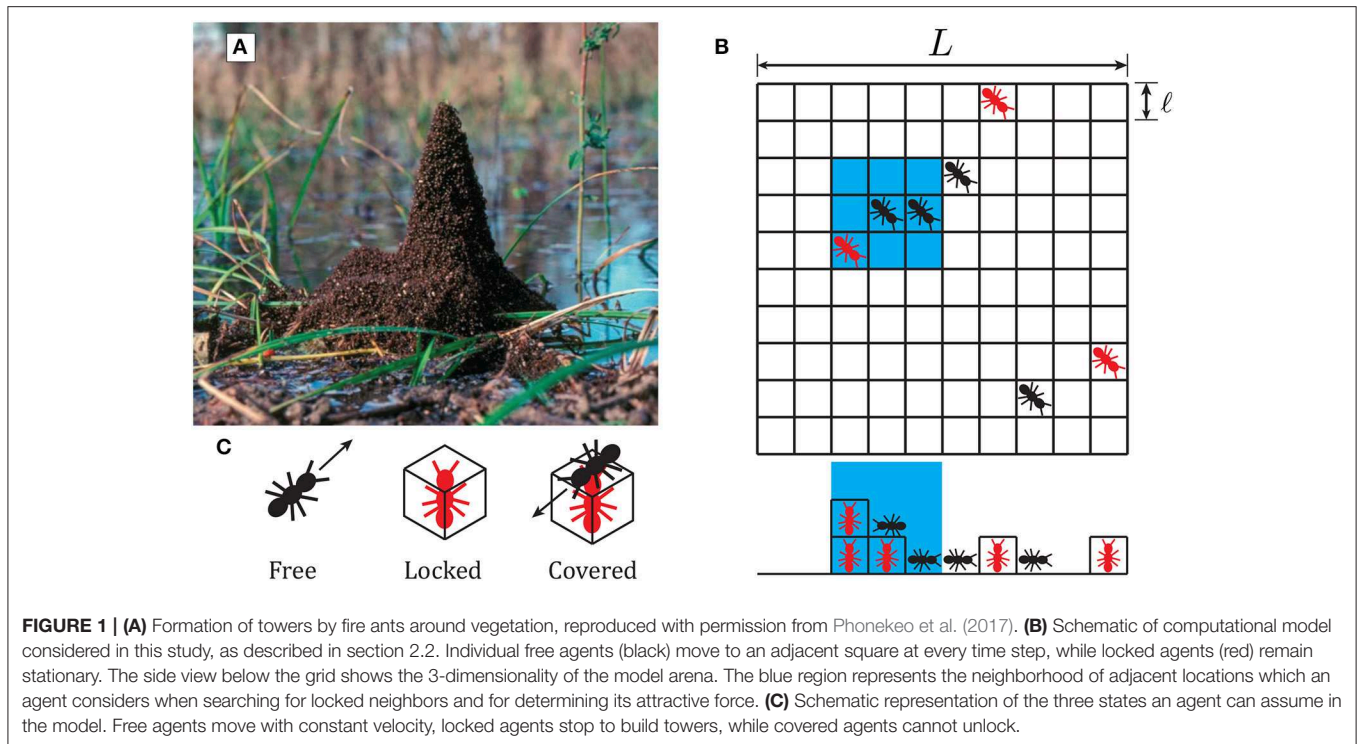 A
B
L
ℓ
C
Free
Locked
Covered
FIGURE 1 | (A) Formation of towers by fire ants around vegetation, reproduced with permission from Phonekeo et al. (2017). (B) Schematic of computational model
considered in this study, as described in section 2.2. Individual free agents (black) move to an adjacent square at every time step, while locked agents (red) remain
stationary. The side view below the grid shows the 3-dimensionality of the model arena. The blue region represents the neighborhood of adjacent locations which an
agent considers when searching for locked neighbors and for determining its attractive force. (C) Schematic representation of the three states an agent can assume in
the model. Free agents move with constant velocity, locked agents stop to build towers, while covered agents cannot unlock.